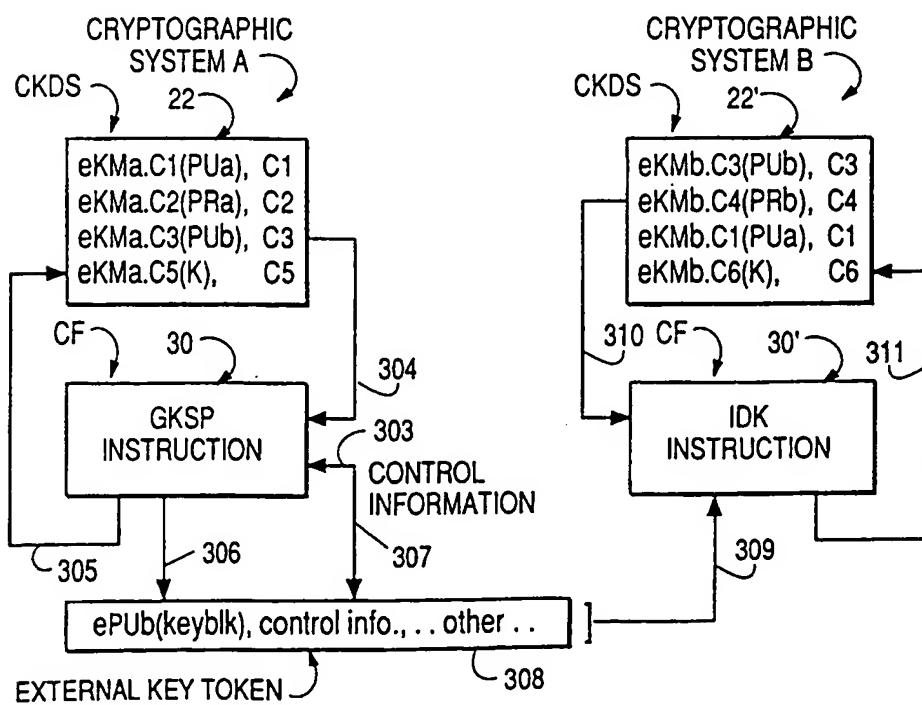 CRYPTOGRAPHIC
SYSTEM A
CKDS
22
eKMa.C1(PUa), C1
eKMa.C2(PRa), C2
eKMa.C3(PUb), C3
eKMa.C5(K), C5
CF
30
304
GKSP
INSTRUCTION
303
CONTROL
INFORMATION
305
306
307
ePUb(keyblk), control info., . . other . .
308
EXTERNAL KEY TOKEN
CRYPTOGRAPHIC
SYSTEM B
CKDS
22'
eKMb.C3(PUb), C3
eKMb.C4(PRb), C4
eKMb.C1(PUa), C1
eKMb.C6(K), C6
310
CF
30'
311
IDK
INSTRUCTION
309